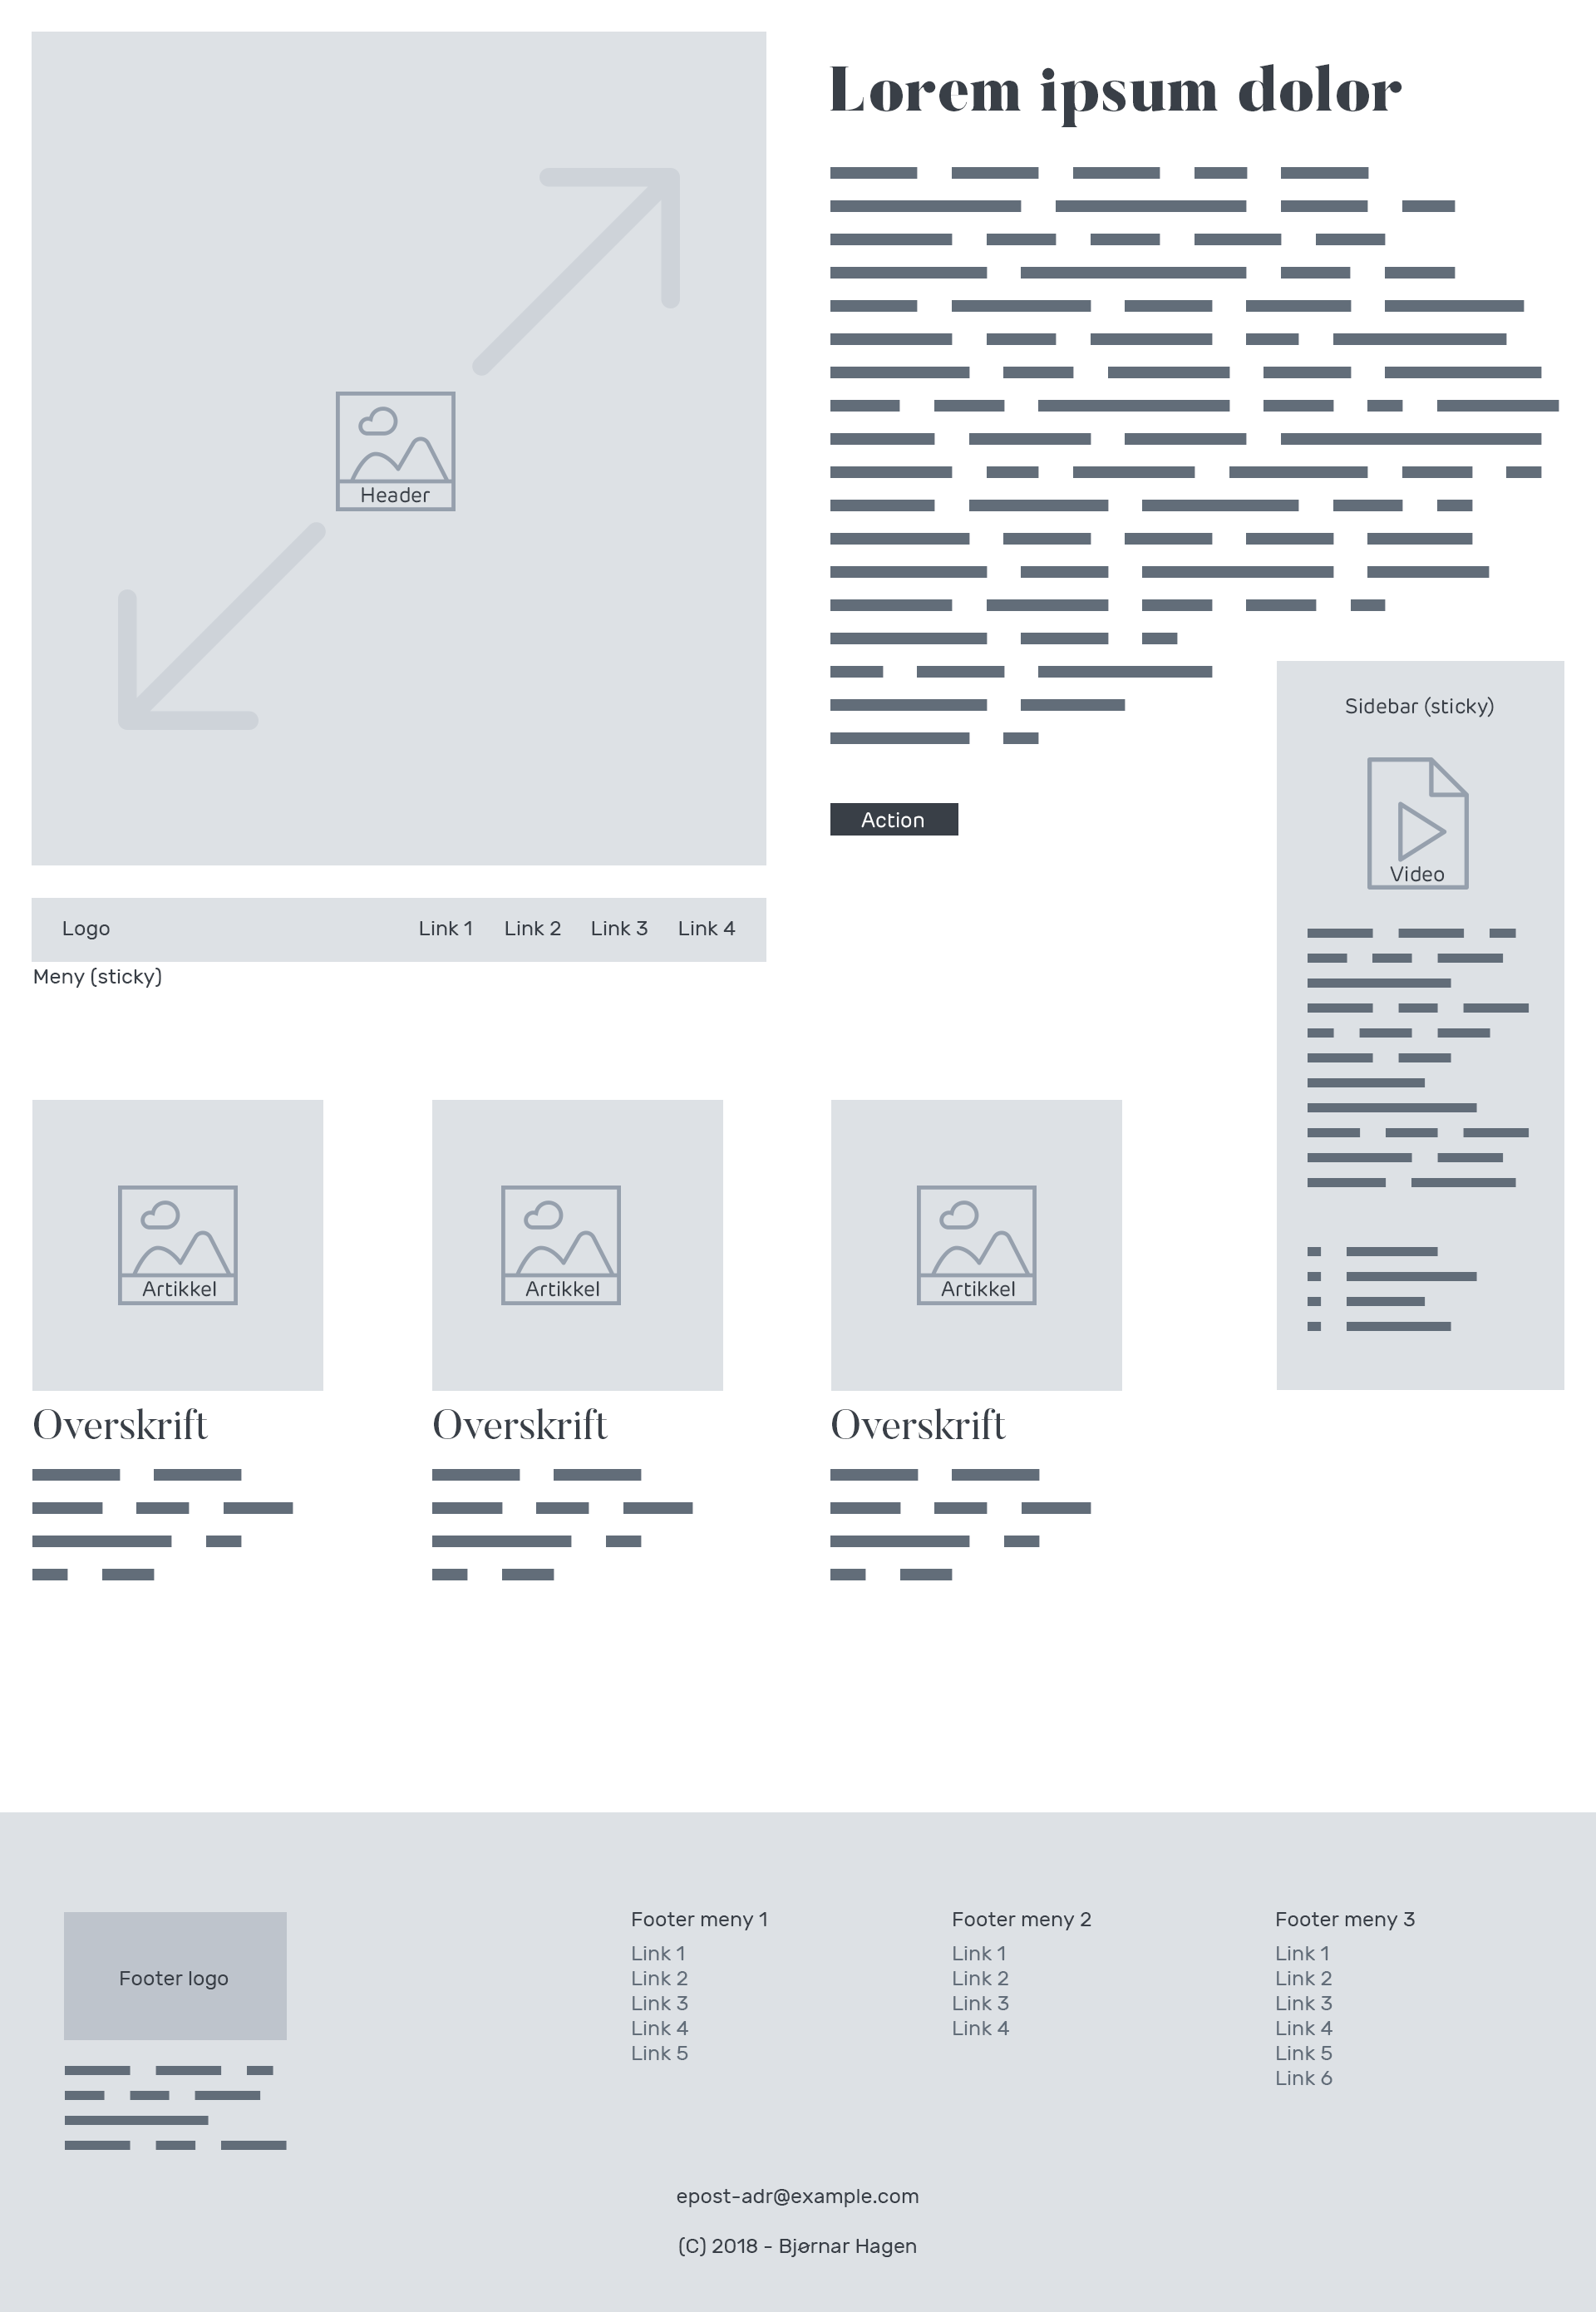 Header
Lorem ipsum dolor
Action
Logo Link 1 Link 2 Link 3 Link 4
Meny (sticky)
Sidebar (sticky)
Video
Artikkel
Overskrift
Artikkel
Overskrift
Artikkel
Overskrift
Footer logo
Footer meny 1
Link 1
Link 2
Link 3
Link 4
Link 5
Footer meny 2
Link 1
Link 2
Link 3
Link 4
Footer meny 3
Link 1
Link 2
Link 3
Link 4
Link 5
Link 6
epost-adr@example.com
(C) 2018 - Bjørnar Hagen